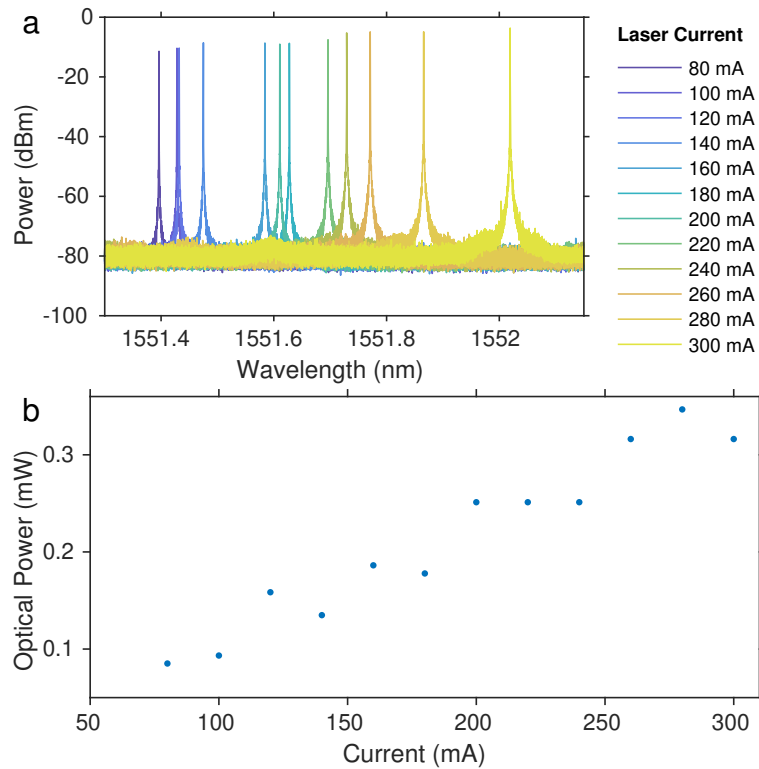 a
0
-20
-40
-60
-80
-100
Power (dBm)
1551.4 1551.6 1551.8 1552
Wavelength (nm)
Laser Current
80 mA
100 mA
120 mA
140 mA
160 mA
180 mA
200 mA
220 mA
240 mA
260 mA
280 mA
300 mA
b
0.3
0.2
0.1
Optical Power (mW)
50 100 150 200 250 300
Current (mA)